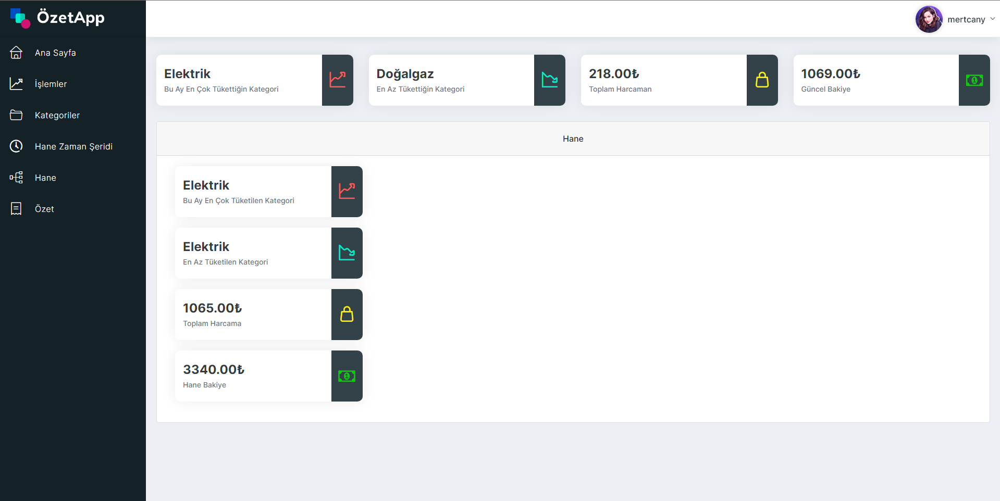 ÖzetApp
mertcany
Ana Sayfa
İşlemler
Kategoriler
Hane Zaman Şeridi
Hane
Özet
Elektrik
Bu Ay En Çok Tükettiğin Kategori
Doğalgaz
En Az Tükettiğin Kategori
218.00₺
Toplam Harcaman
1069.00₺
Güncel Bakiye
Hane
Elektrik
Bu Ay En Çok Tüketilen Kategori
Elektrik
En Az Tüketilen Kategori
1065.00₺
Toplam Harcama
3340.00₺
Hane Bakiye